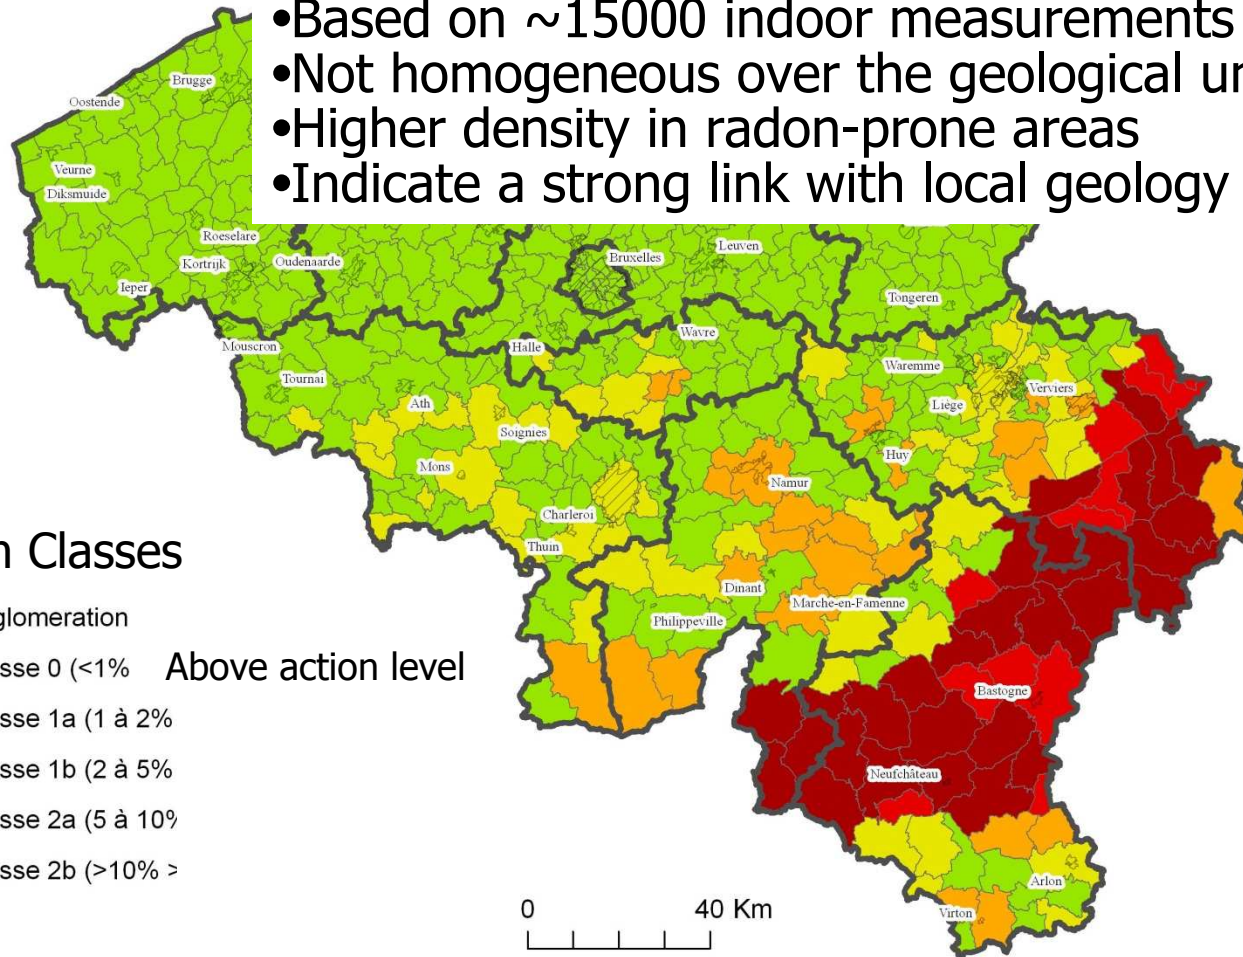 •Based on ~15000 indoor measurements
•Not homogeneous over the geological
•Higher density in radon-prone areas
•Indicate a strong link with local geology
Brugge
Oostende
Veurne
Diksmuide
Roeselare
Kortrijk
Oudenaarde
Bruxelles
Leuven
Ieper
Tongeren
Mouscron
Halle
Wavre
Tournai
Waremme
Verviers
Ath
Liège
Soignies
Mons
Huy
Namur
Charleroi
Thuin
Dinant
Marche-en-Famenne
Philippeville
Bastogne
Neufchâteau
Arlon
Virton
Classes
glomeration
sse 0 (<1% Above action level
sse 1a (1 à 2%
sse 1b (2 à 5%
sse 2a (5 à 10%
sse 2b (>10% >
0 40 Km